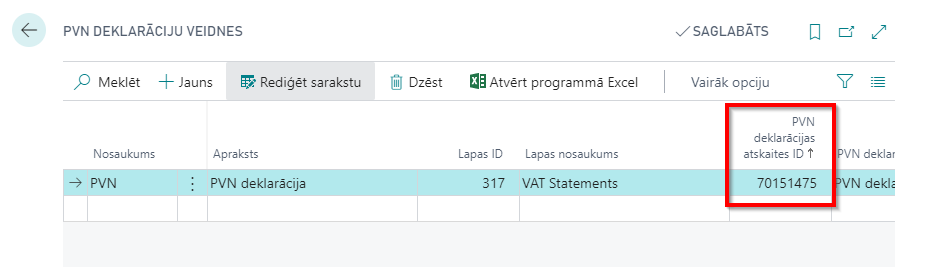 PVN DEKLARĀCIJU VEIDNES
SAGLABĀTS
Meklēt
Jauns
Rediģēt sarakstu
Dzēst
Atvērt programmā Excel
Vairāk opciju
Nosaukums
Apraksts
Lapas ID
Lapas nosaukums
PVN
deklarācijas
atskaites ID ↑
PVN deklar
PVN
PVN deklarācija
317
VAT Statements
70151475
PVN dekla